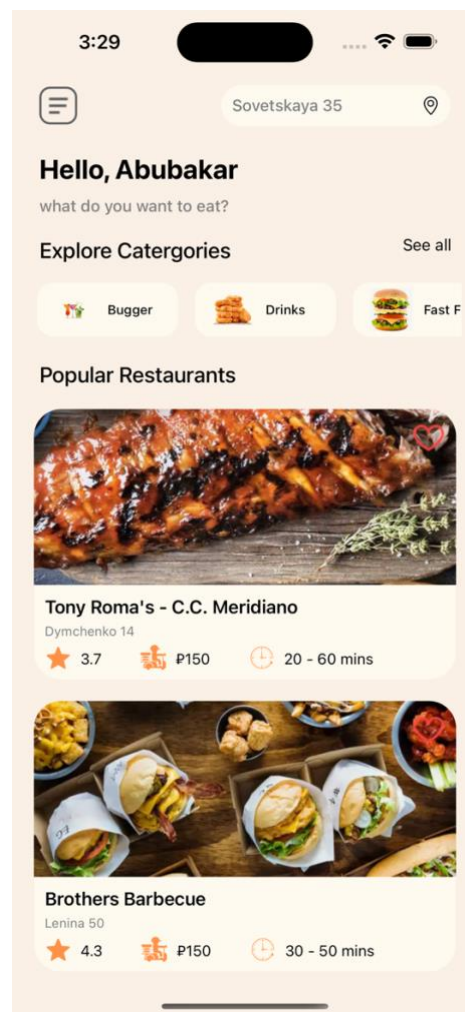 3:29
Sovetskaya 35
Hello, Abubakar
what do you want to eat?
Explore Catergories
See all
Bugger
Drinks
Fast F
Popular Restaurants
Tony Roma's - C.C. Meridiano
Dymchenko 14
3.7 ₽150 20 - 60 mins
Brothers Barbecue
Lenina 50
4.3 ₽150 30 - 50 mins